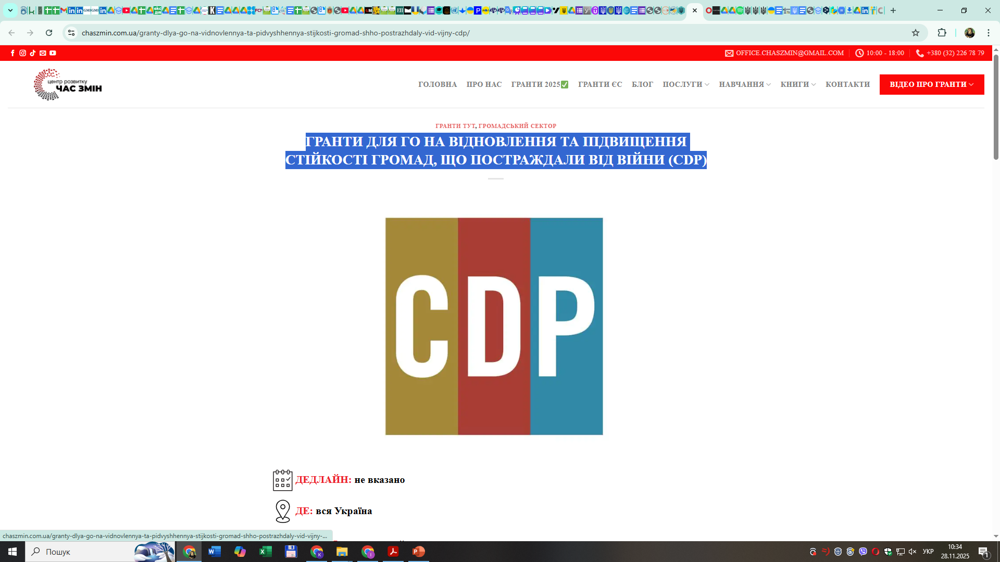 chaszmin.com.ua/granty-dlya-go-na-vidnovlennya-ta-pidvyshhennya-stijkosti-gromad-shho-postrazhdaly-vid-vijny-cdp/
OFFICE.CHASZMIN@GMAIL.COM
10:00 - 18:00
+380 (32) 226 78 79
центр розвитку
ЧАС ЗМІН
ГОЛОВНА
ПРО НАС
ГРАНТИ 2025✅
ГРАНТИ ЄС
БЛОГ
ПОСЛУГИ
НАВЧАННЯ
КНИГИ
КОНТАКТИ
ВІДЕО ПРО ГРАНТИ
ГРАНТИ ТУТ, ГРОМАДСЬКИЙ СЕКТОР
ГРАНТИ ДЛЯ ГО НА ВІДНОВЛЕННЯ ТА ПІДВИЩЕННЯ
СТІЙКОСТІ ГРОМАД, ЩО ПОСТРАЖДАЛИ ВІД ВІЙНИ (CDP)
CDP
ДЕДЛАЙН: не вказано
ДЕ: вся Україна
chaszmin.com.ua/granty-dlya-go-na-vidnovlennya-ta-pidvyshhennya-stijkosti-gromad-shho-postrazhdaly-vid-vijny-...
Пошук
УКР
10:34
28.11.2025
1